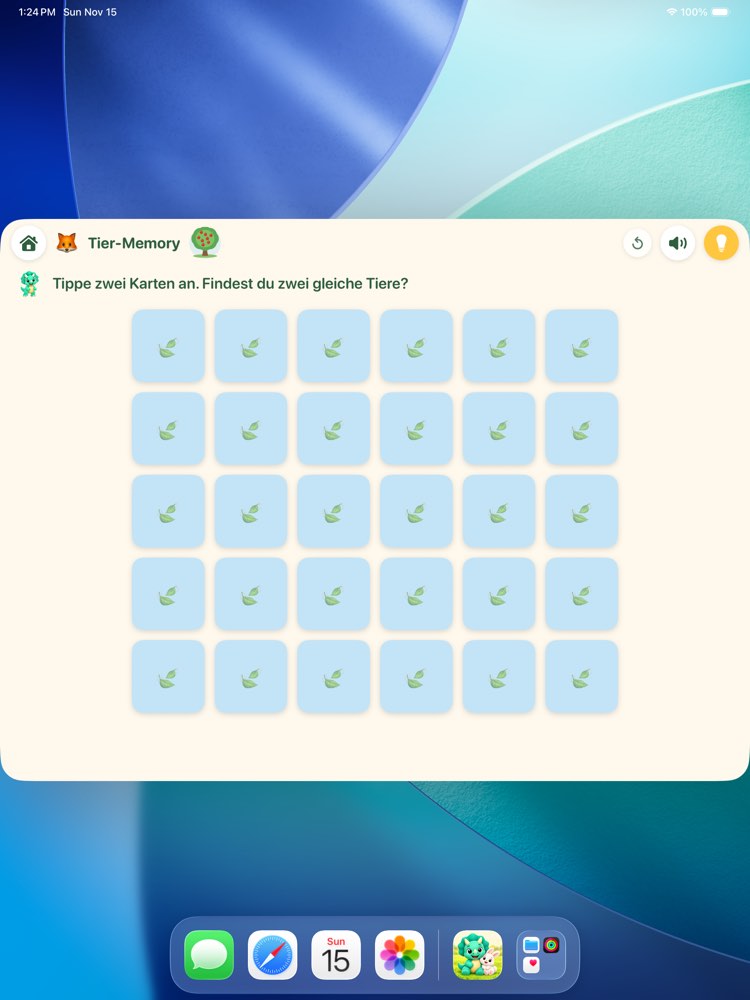 1:24 PM Sun Nov 15
100%
Tier-Memory
Tippe zwei Karten an. Findest du zwei gleiche Tiere?
Sun
15